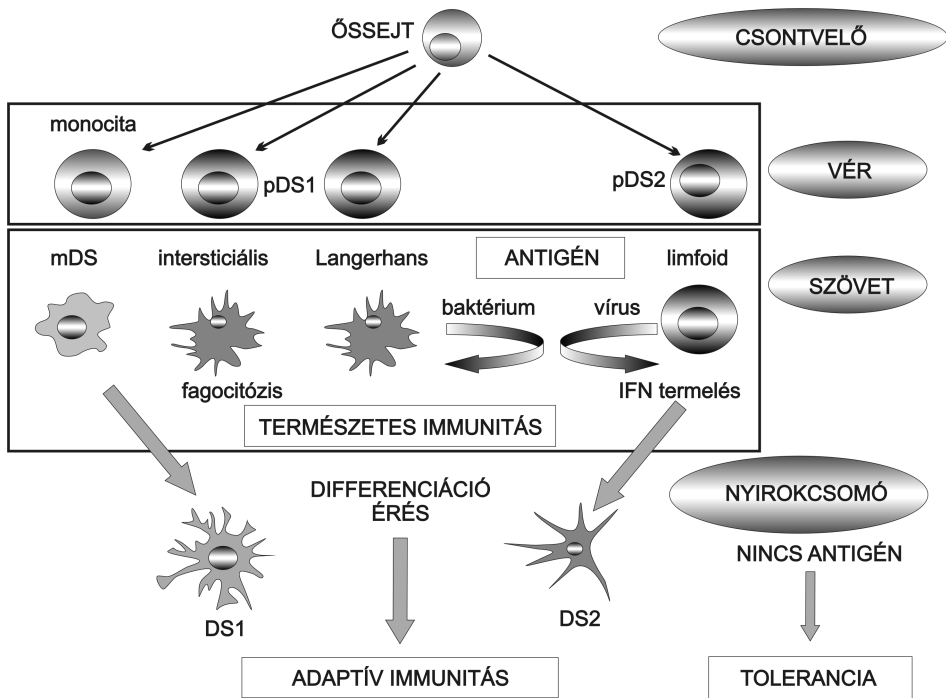 ŐSSEJT
CSONTVELŐ
monocita
pDS1
pDS2
VÉR
mDS
intersticiális
Langerhans
ANTIGÉN
limfoid
SZÖVET
baktérium
vírus
fagocitózis
IFN termelés
TERMÉSZETES IMMUNITÁS
DIFFERENCIÁCIÓ
ÉRÉS
NYIROKCSOMÓ
NINCS ANTIGÉN
DS1
DS2
ADAPTÍV IMMUNITÁS
TOLERANCIA